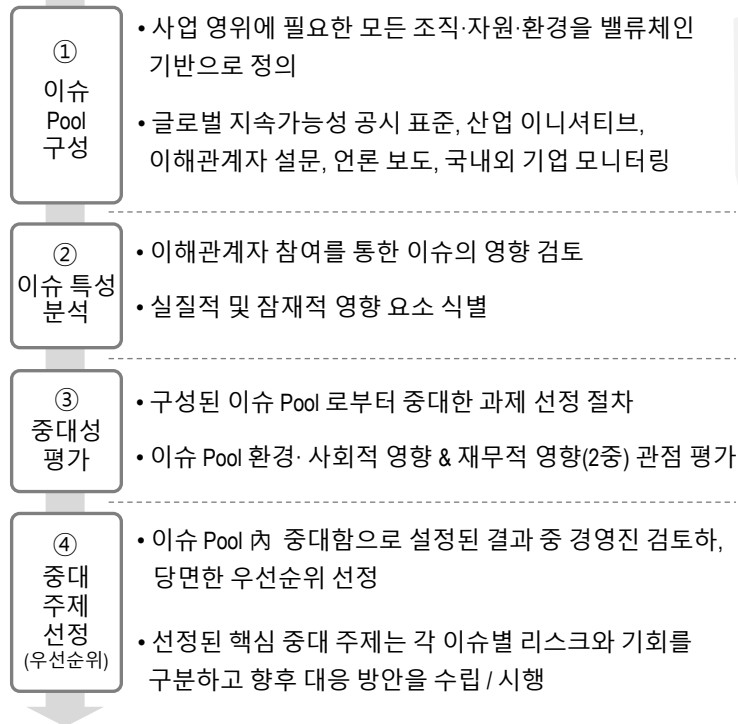 ①
이슈
Pool
구성
• 사업 영위에 필요한 모든 조직·자원·환경을 밸류체인
기반으로 정의
• 글로벌 지속가능성 공시 표준, 산업 이니셔티브,
이해관계자 설문, 언론 보도, 국내외 기업 모니터링
②
이슈 특성
분석
• 이해관계자 참여를 통한 이슈의 영향 검토
• 실질적 및 잠재적 영향 요소 식별
③
중대성
평가
• 구성된 이슈 Pool 로부터 중대한 과제 선정 절차
• 이슈 Pool 환경· 사회적 영향 & 재무적 영향(2중) 관점 평가
④
중대
주제
선정
(우선순위)
• 이슈 Pool 內 중대함으로 설정된 결과 중 경영진 검토하,
당면한 우선순위 선정
• 선정된 핵심 중대 주제는 각 이슈별 리스크와 기회를
구분하고 향후 대응 방안을 수립 / 시행